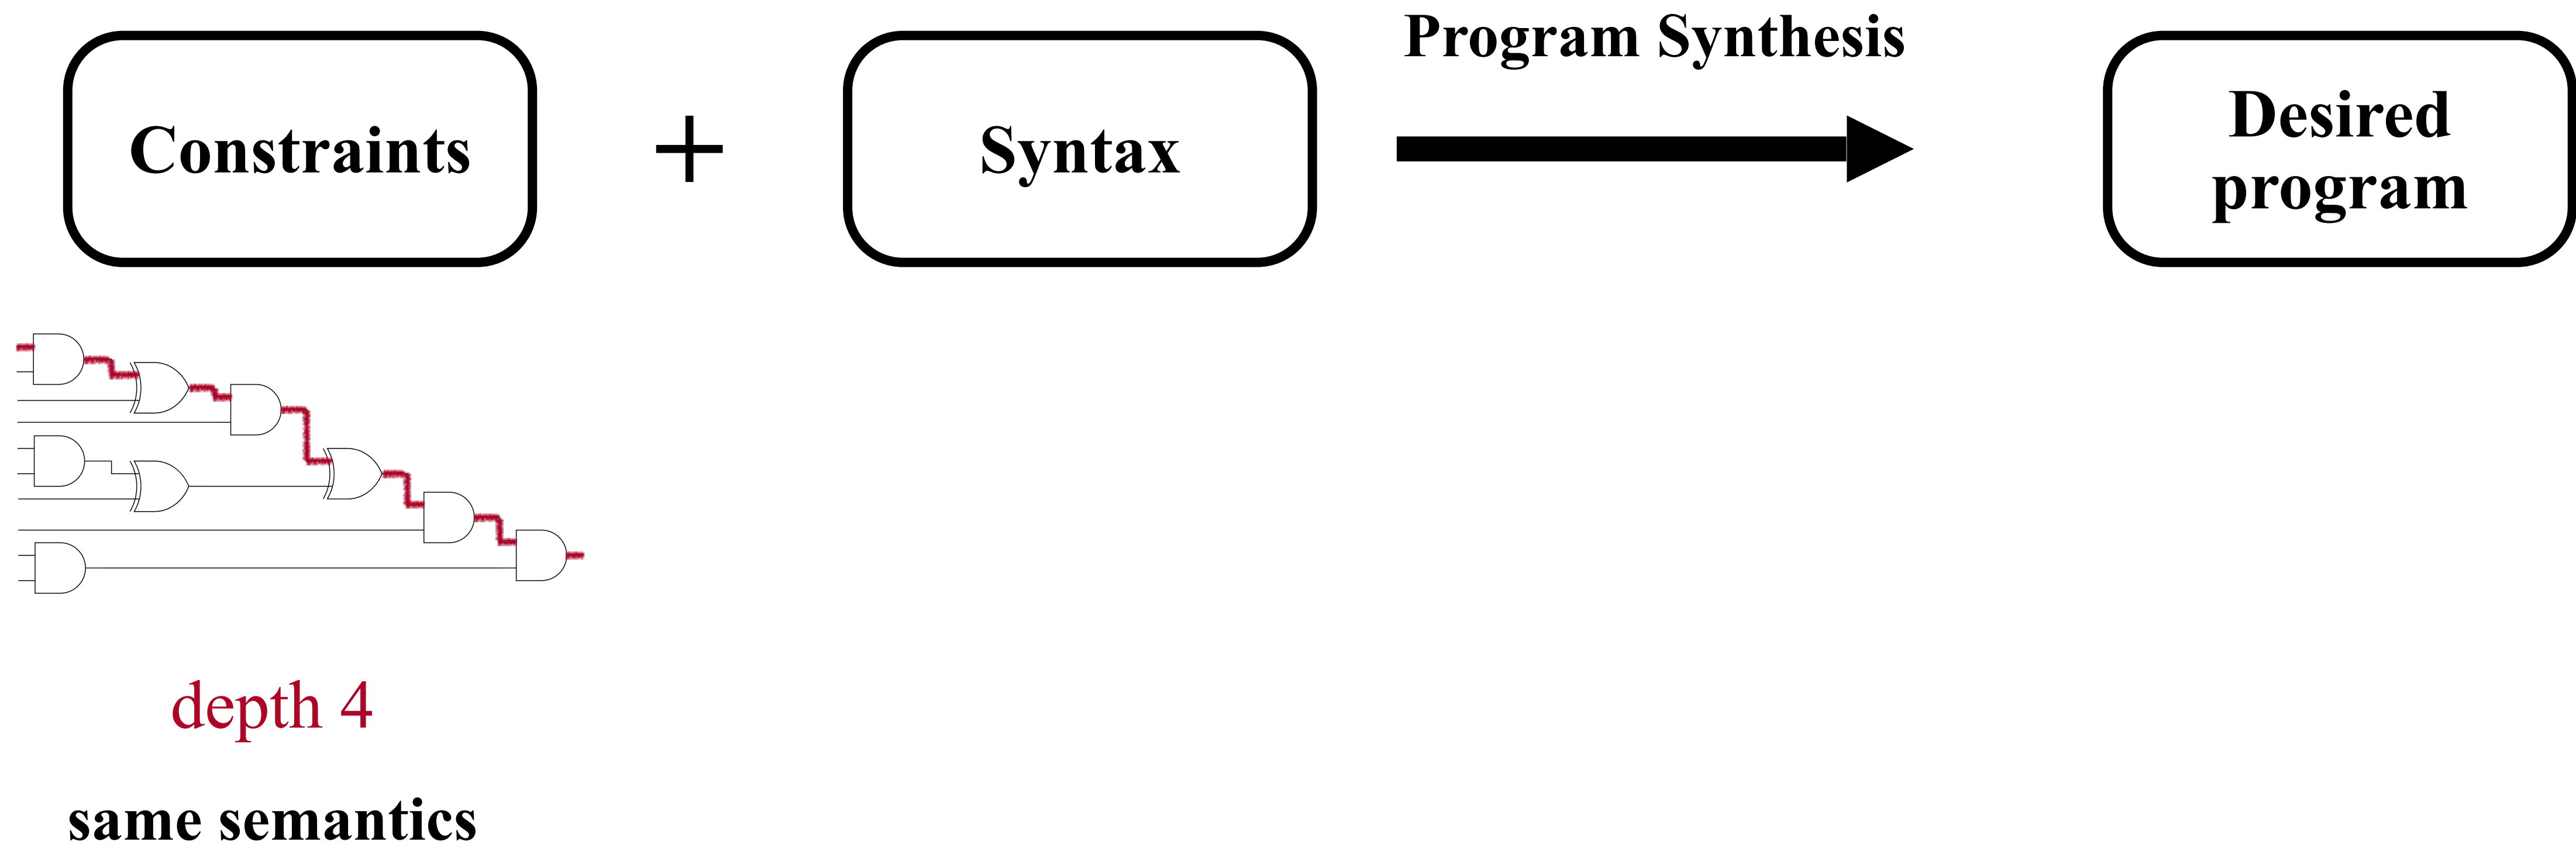 Program Synthesis
Constraints
+
Syntax
Desired
program
depth 4
same semantics